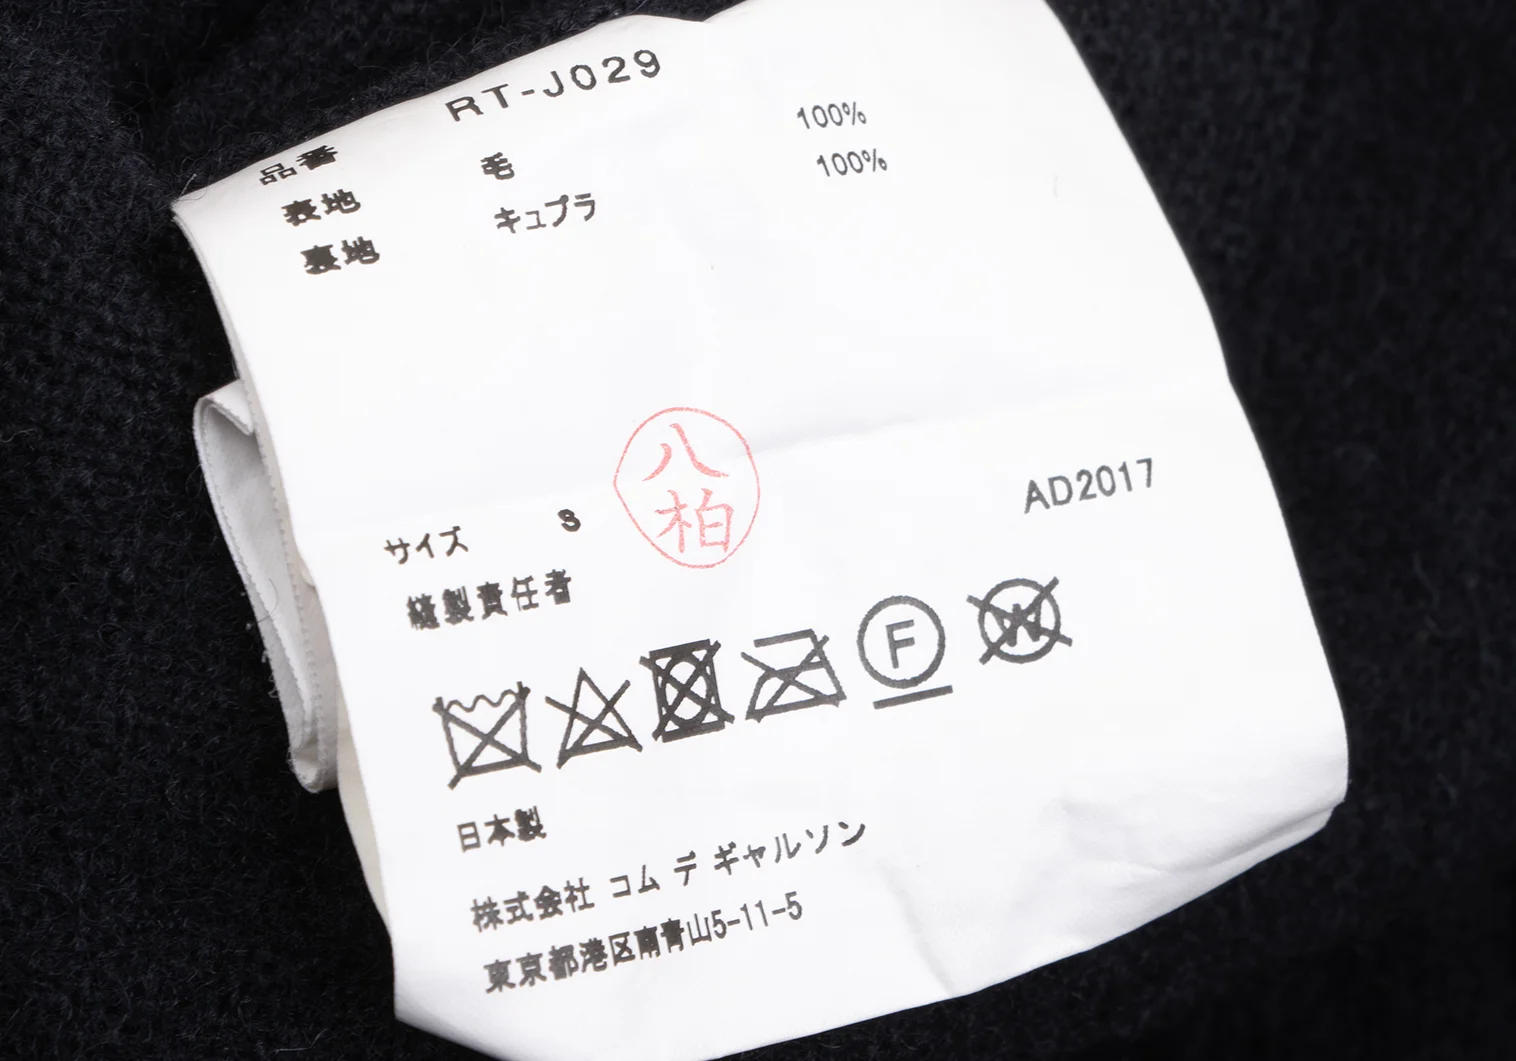 品番 RT-J029
表地 毛 100%
裏地 キュプラ 100%
八
柏
サイズ S AD2017
縫製責任者
F W
日本製
株式会社 コム デ ギャルソン
東京都港区南青山5-11-5